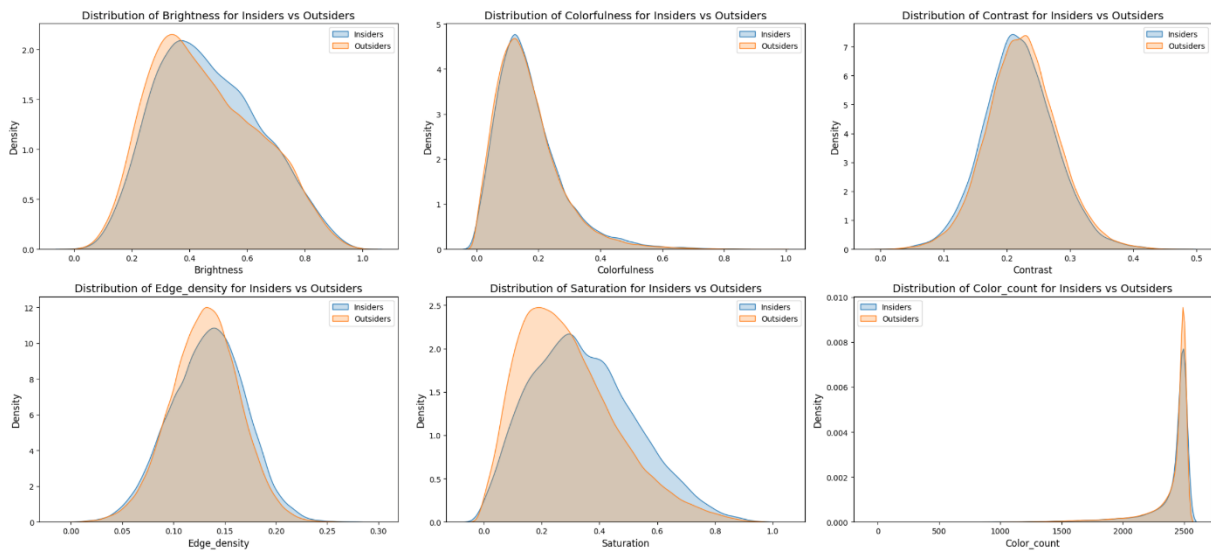 Distribution of Brightness for Insiders vs Outsiders
Insiders
Outsiders
2.0
1.5
1.0
0.5
0.0
Density
0.0 0.2 0.4 0.6 0.8 1.0
Brightness
Distribution of Colorfulness for Insiders vs Outsiders
Insiders
Outsiders
5
4
3
2
1
0
Density
0.0 0.2 0.4 0.6 0.8 1.0
Colorfulness
Distribution of Contrast for Insiders vs Outsiders
Insiders
Outsiders
7
6
5
4
3
2
1
0
Density
0.0 0.1 0.2 0.3 0.4 0.5
Contrast
Distribution of Edge_density for Insiders vs Outsiders
Insiders
Outsiders
12
10
8
6
4
2
0
Density
0.00 0.05 0.10 0.15 0.20 0.25 0.30
Edge_density
Distribution of Saturation for Insiders vs Outsiders
Insiders
Outsiders
2.5
2.0
1.5
1.0
0.5
0.0
Density
0.0 0.2 0.4 0.6 0.8 1.0
Saturation
Distribution of Color_count for Insiders vs Outsiders
Insiders
Outsiders
0.010
0.008
0.006
0.004
0.002
0.000
Density
0 500 1000 1500 2000 2500
Color_count